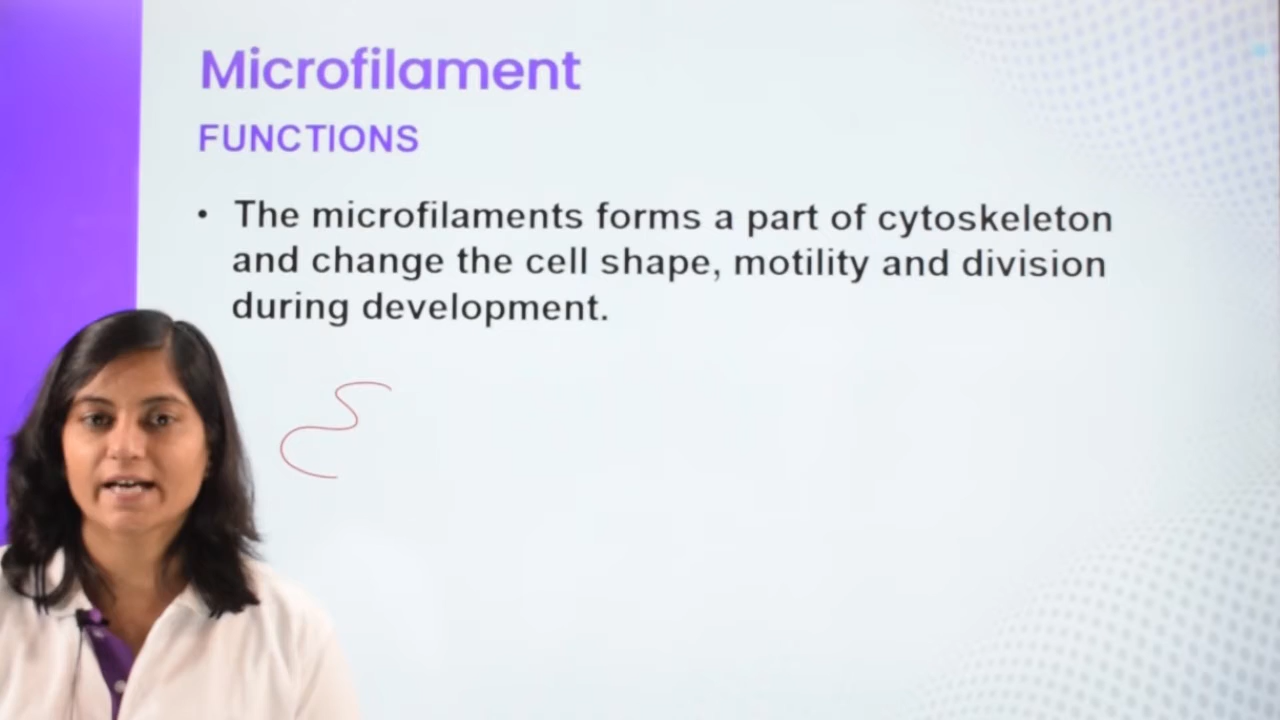 Microfilament
FUNCTIONS
• The microfilaments forms a part of cytoskeleton
and change the cell shape, motility and division
during development.